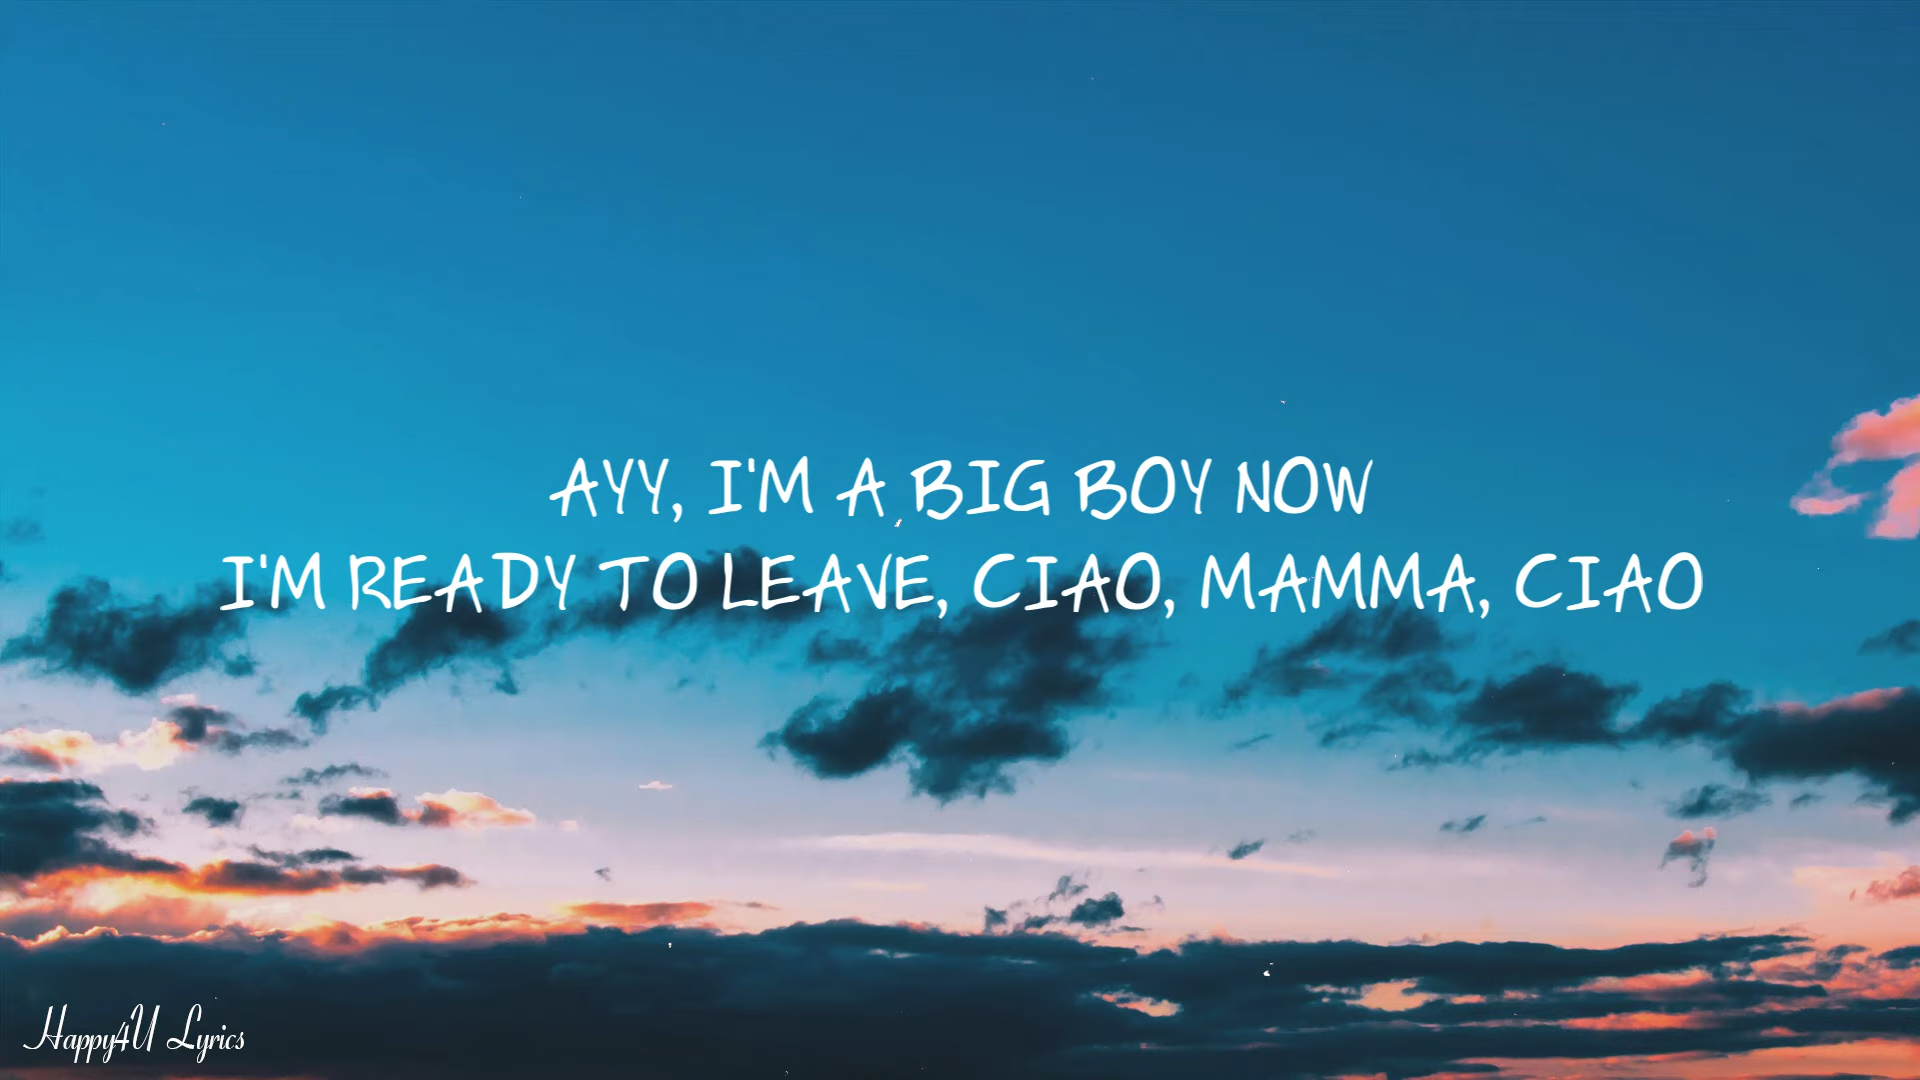 AYY, I'M A BIG BOY NOW
I'M READY TO LEAVE, CIAO, MAMMA, CIAO
Happy4U Lyrics